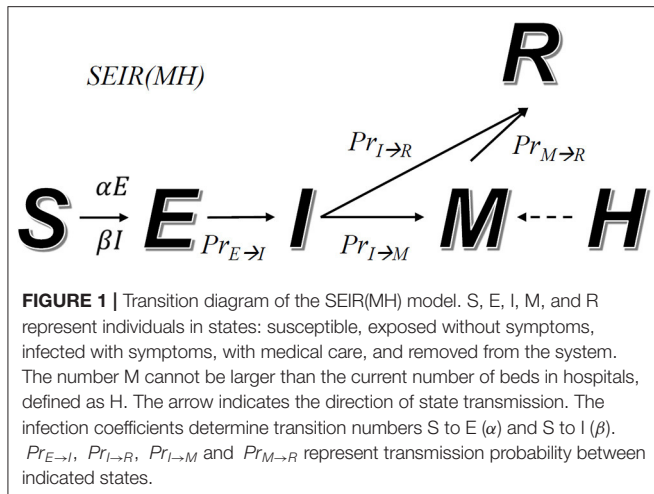 R
SEIR(MH)
Pr_{I→R}
Pr_{M→R}
S αE βI E Pr_{E→I} I Pr_{I→M} M H
FIGURE 1 | Transition diagram of the SEIR(MH) model. S, E, I, M, and R
represent individuals in states: susceptible, exposed without symptoms,
infected with symptoms, with medical care, and removed from the system.
The number M cannot be larger than the current number of beds in hospitals,
defined as H. The arrow indicates the direction of state transmission. The
infection coefficients determine transition numbers S to E (α) and S to I (β).
Pr_{E→I}, Pr_{I→R}, Pr_{I→M} and Pr_{M→R} represent transmission probability between
indicated states.